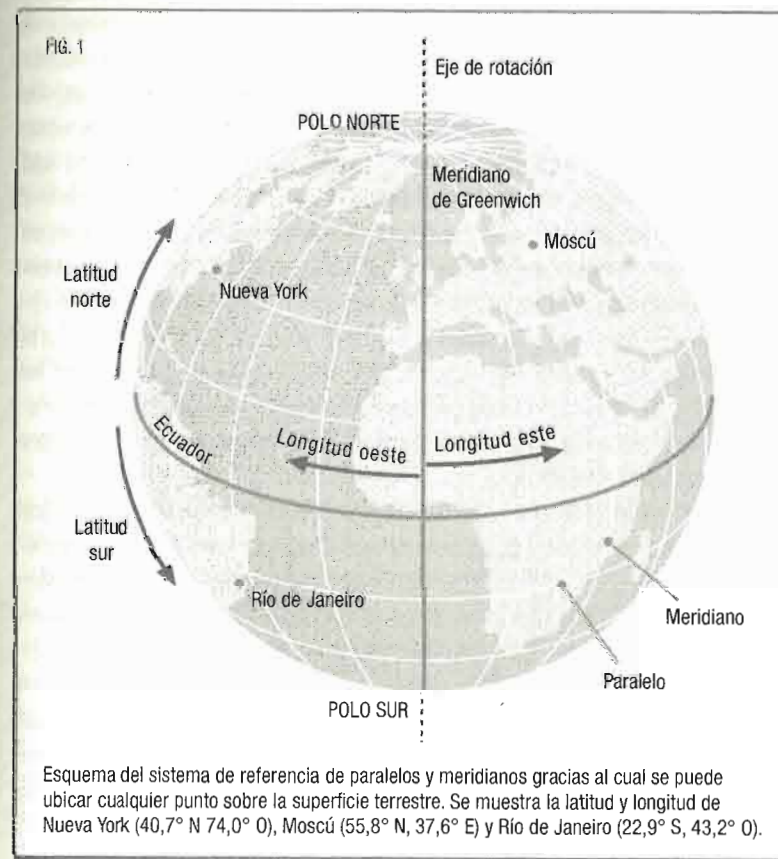 FIG. 1
Eje de rotación
POLO NORTE
Meridiano
de Greenwich
Moscú
Latitud
norte
Nueva York
Ecuador
Longitud oeste
Longitud este
Latitud
sur
Río de Janeiro
Meridiano
Paralelo
POLO SUR
Esquema del sistema de referencia de paralelos y meridianos gracias al cual se puede
ubicar cualquier punto sobre la superficie terrestre. Se muestra la latitud y longitud de
Nueva York (40,7° N 74,0° O), Moscú (55,8° N, 37,6° E) y Río de Janeiro (22,9° S, 43,2° O).